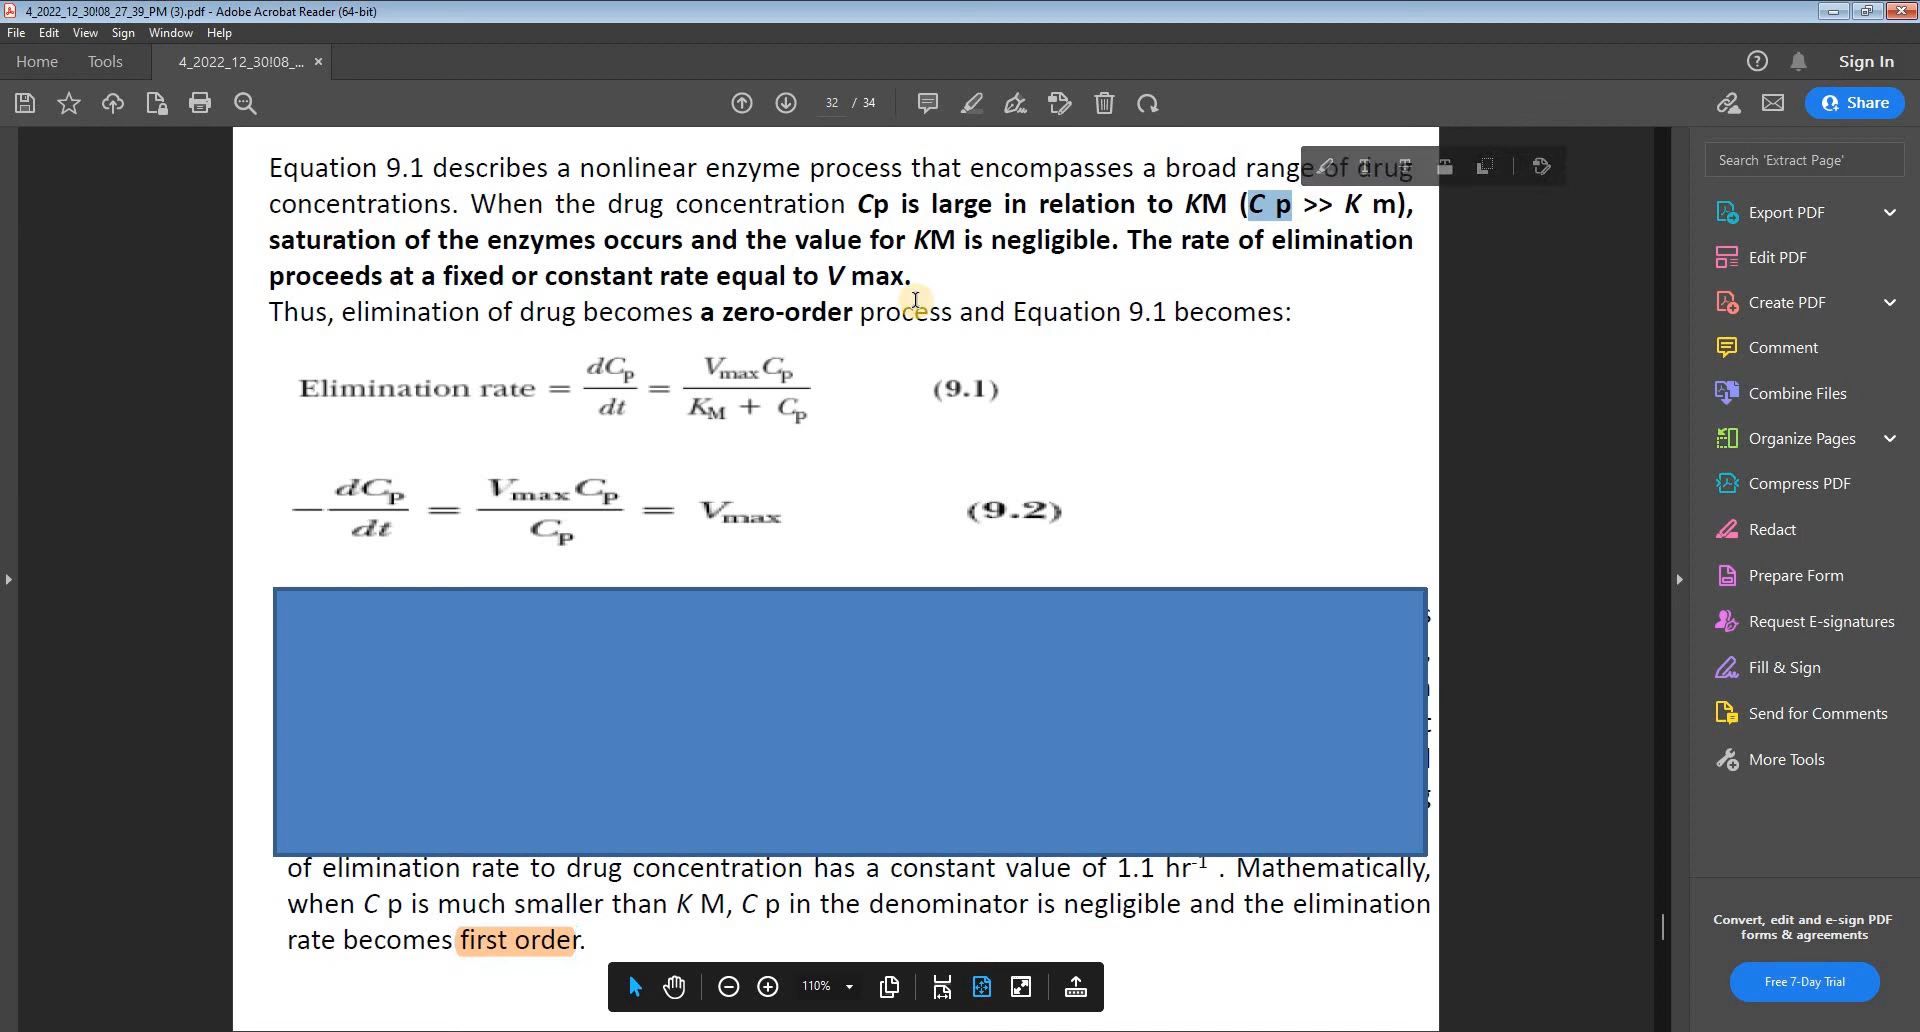 4_2022_12_30!08_27_39_PM (3).pdf - Adobe Acrobat Reader (64-bit)
File Edit View Sign Window Help
Home Tools 4_2022_12_30!08_... × Sign In
32 / 34 Share
Equation 9.1 describes a nonlinear enzyme process that encompasses a broad range of drug
concentrations. When the drug concentration Cp is large in relation to KM (C p >> K m),
saturation of the enzymes occurs and the value for KM is negligible. The rate of elimination
proceeds at a fixed or constant rate equal to V max.
Thus, elimination of drug becomes a zero-order process and Equation 9.1 becomes:
Elimination rate = dCp/dt = Vmax Cp / KM + Cp (9.1)
- dCp/dt = Vmax Cp / Cp = Vmax (9.2)
of elimination rate to drug concentration has a constant value of 1.1 hr-1 . Mathematically,
when C p is much smaller than K M, C p in the denominator is negligible and the elimination
rate becomes first order.
110%
Search 'Extract Page'
Export PDF
Edit PDF
Create PDF
Comment
Combine Files
Organize Pages
Compress PDF
Redact
Prepare Form
Request E-signatures
Fill & Sign
Send for Comments
More Tools
Convert, edit and e-sign PDF
forms & agreements
Free 7-Day Trial